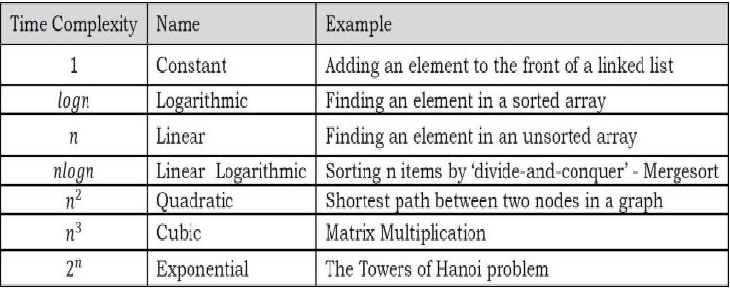 Time Complexity Name Example
1 Constant Adding an element to the front of a linked list
logn Logarithmic Finding an element in a sorted array
n Linear Finding an element in an unsorted array
nlogn Linear Logarithmic Sorting n items by ‘divide-and-conquer’ - Mergesort
n² Quadratic Shortest path between two nodes in a graph
n³ Cubic Matrix Multiplication
2ⁿ Exponential The Towers of Hanoi problem